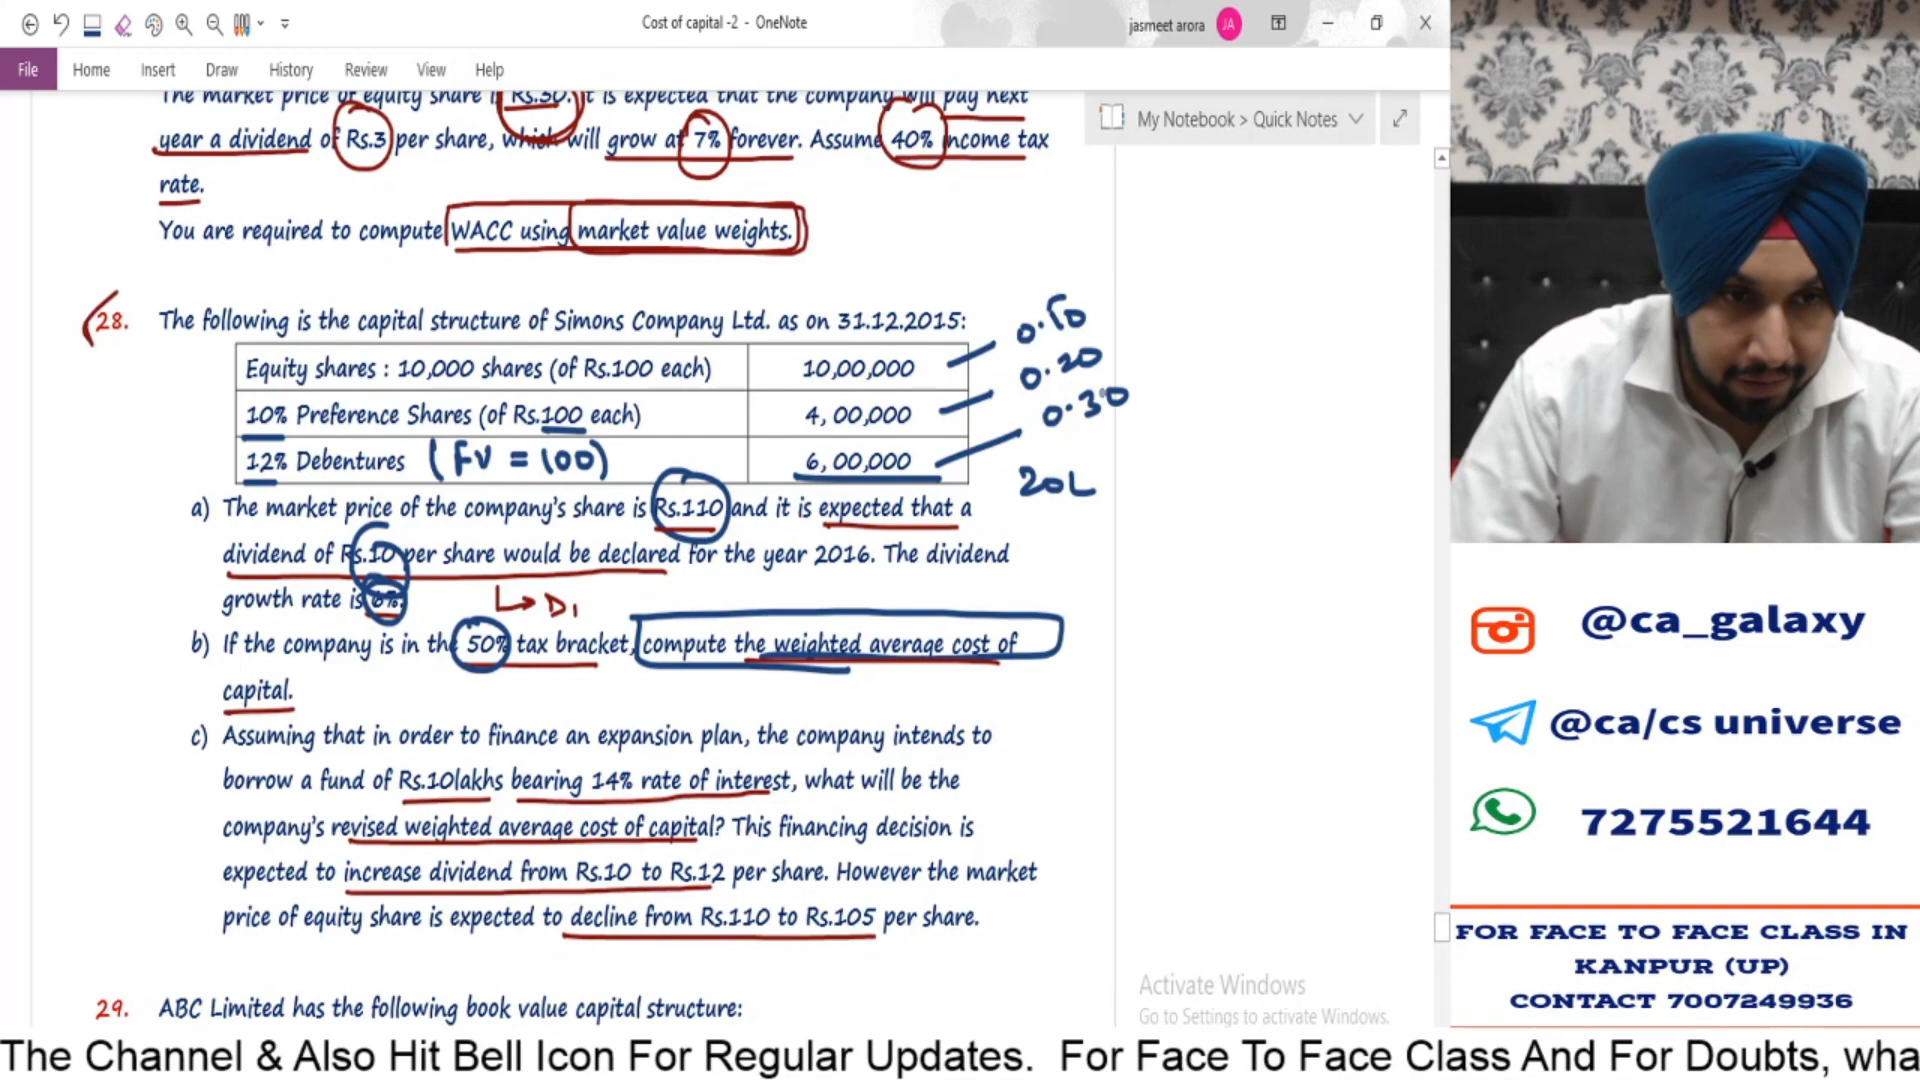 Cost of capital -2 - OneNote
jasmeet arora
JA
File Home Insert Draw History Review View Help
My Notebook > Quick Notes
The market price of equity share is Rs.30. It is expected that the company will pay next
year a dividend of Rs.3 per share, which will grow at 7% forever. Assume 40% income tax
rate.
You are required to compute WACC using market value weights.
28. The following is the capital structure of Simons Company Ltd. as on 31.12.2015:
Equity shares : 10,000 shares (of Rs.100 each) 10,00,000 0.50
10% Preference Shares (of Rs.100 each) 4,00,000 0.20
12% Debentures (FV = 100) 6,00,000 0.30
20L
a) The market price of the company's share is Rs.110 and it is expected that a
dividend of Rs.10 per share would be declared for the year 2016. The dividend
growth rate is 6%.
↳ D1
b) If the company is in the 50% tax bracket, compute the weighted average cost of
capital.
c) Assuming that in order to finance an expansion plan, the company intends to
borrow a fund of Rs.10lakhs bearing 14% rate of interest, what will be the
company's revised weighted average cost of capital? This financing decision is
expected to increase dividend from Rs.10 to Rs.12 per share. However the market
price of equity share is expected to decline from Rs.110 to Rs.105 per share.
29. ABC Limited has the following book value capital structure:
Activate Windows
Go to Settings to activate Windows.
@ca_galaxy
@ca/cs universe
7275521644
FOR FACE TO FACE CLASS IN
KANPUR (UP)
CONTACT 7007249936
The Channel & Also Hit Bell Icon For Regular Updates. For Face To Face Class And For Doubts, wha